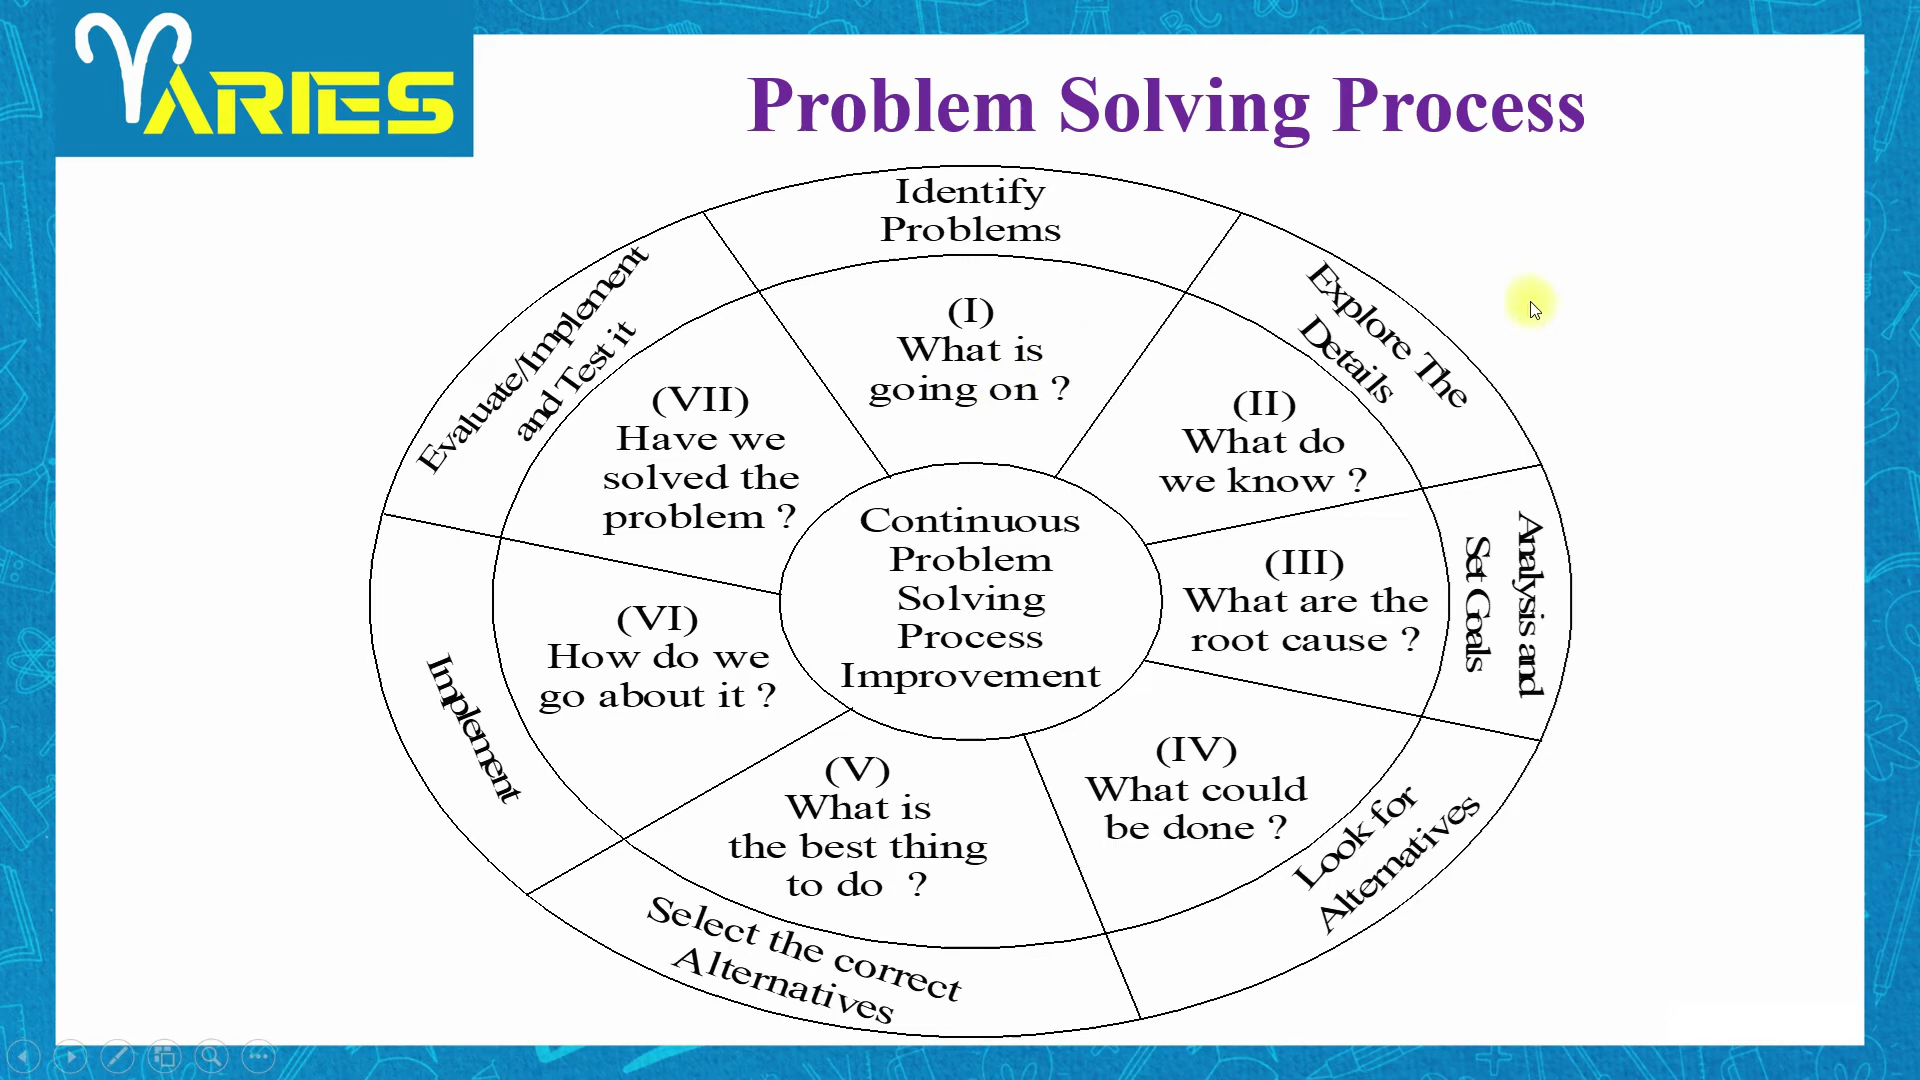 ARIES
Problem Solving Process
Identify
Problems
(I)
What is
going on ?
Explore The
Details
(II)
What do
we know ?
Analysis and
Set Goals
(III)
What are the
root cause ?
Look for
Alternatives
(IV)
What could
be done ?
Select the correct
Alternatives
(V)
What is
the best thing
to do ?
Implement
(VI)
How do we
go about it ?
Evaluate/Implement
and Test it
(VII)
Have we
solved the
problem ?
Continuous
Problem
Solving
Process
Improvement